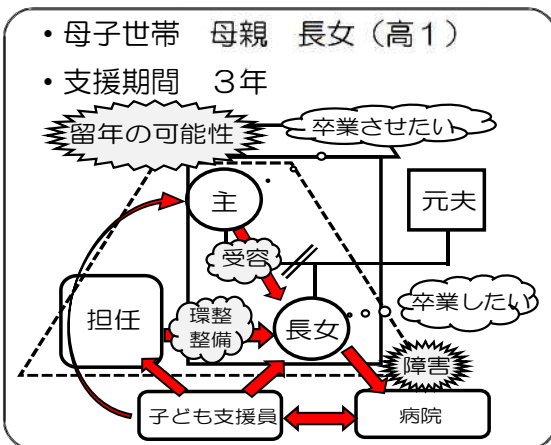 ・母子世帯　母親　長女（高１）
・支援期間　３年
留年の可能性
卒業させたい
主
元夫
受容
担任
環整
整備
長女
卒業したい
障害
子ども支援員
病院